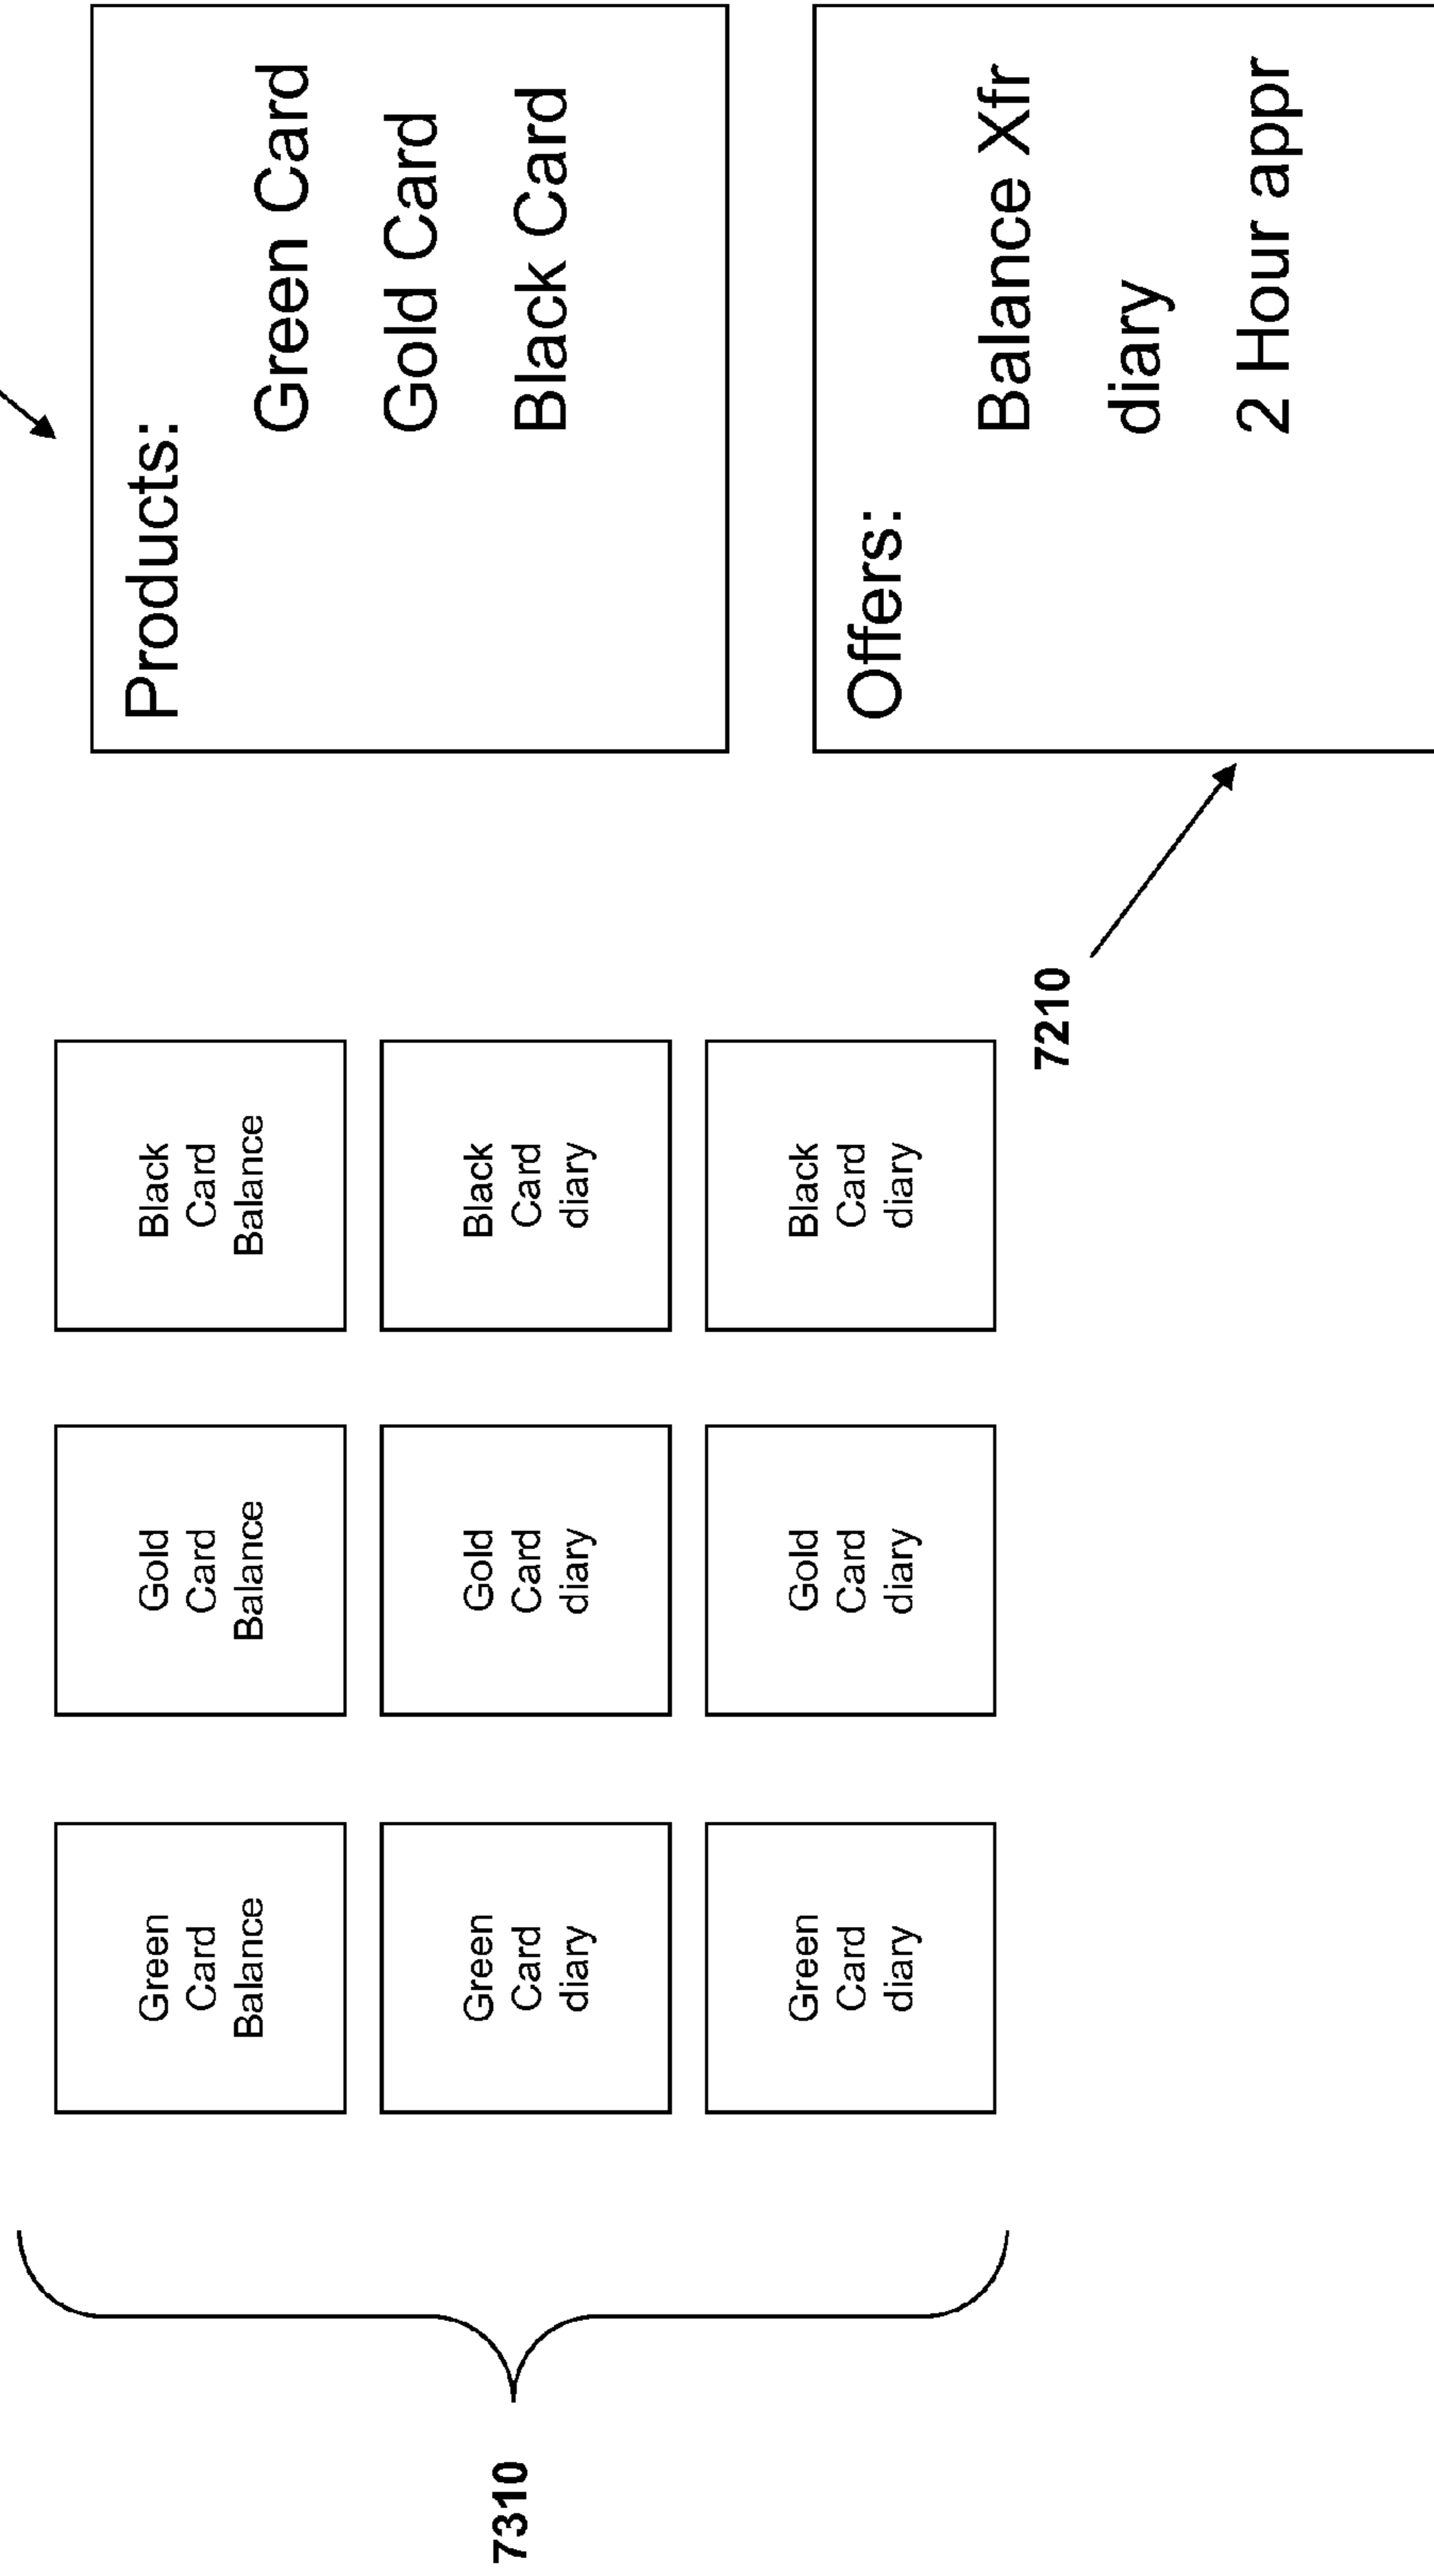 7310
Green
Card
Balance
Gold
Card
Balance
Black
Card
Balance
Green
Card
diary
Gold
Card
diary
Black
Card
diary
Green
Card
diary
Gold
Card
diary
Black
Card
diary
7210
Products:
Green Card
Gold Card
Black Card
Offers:
Balance Xfr
diary
2 Hour appr